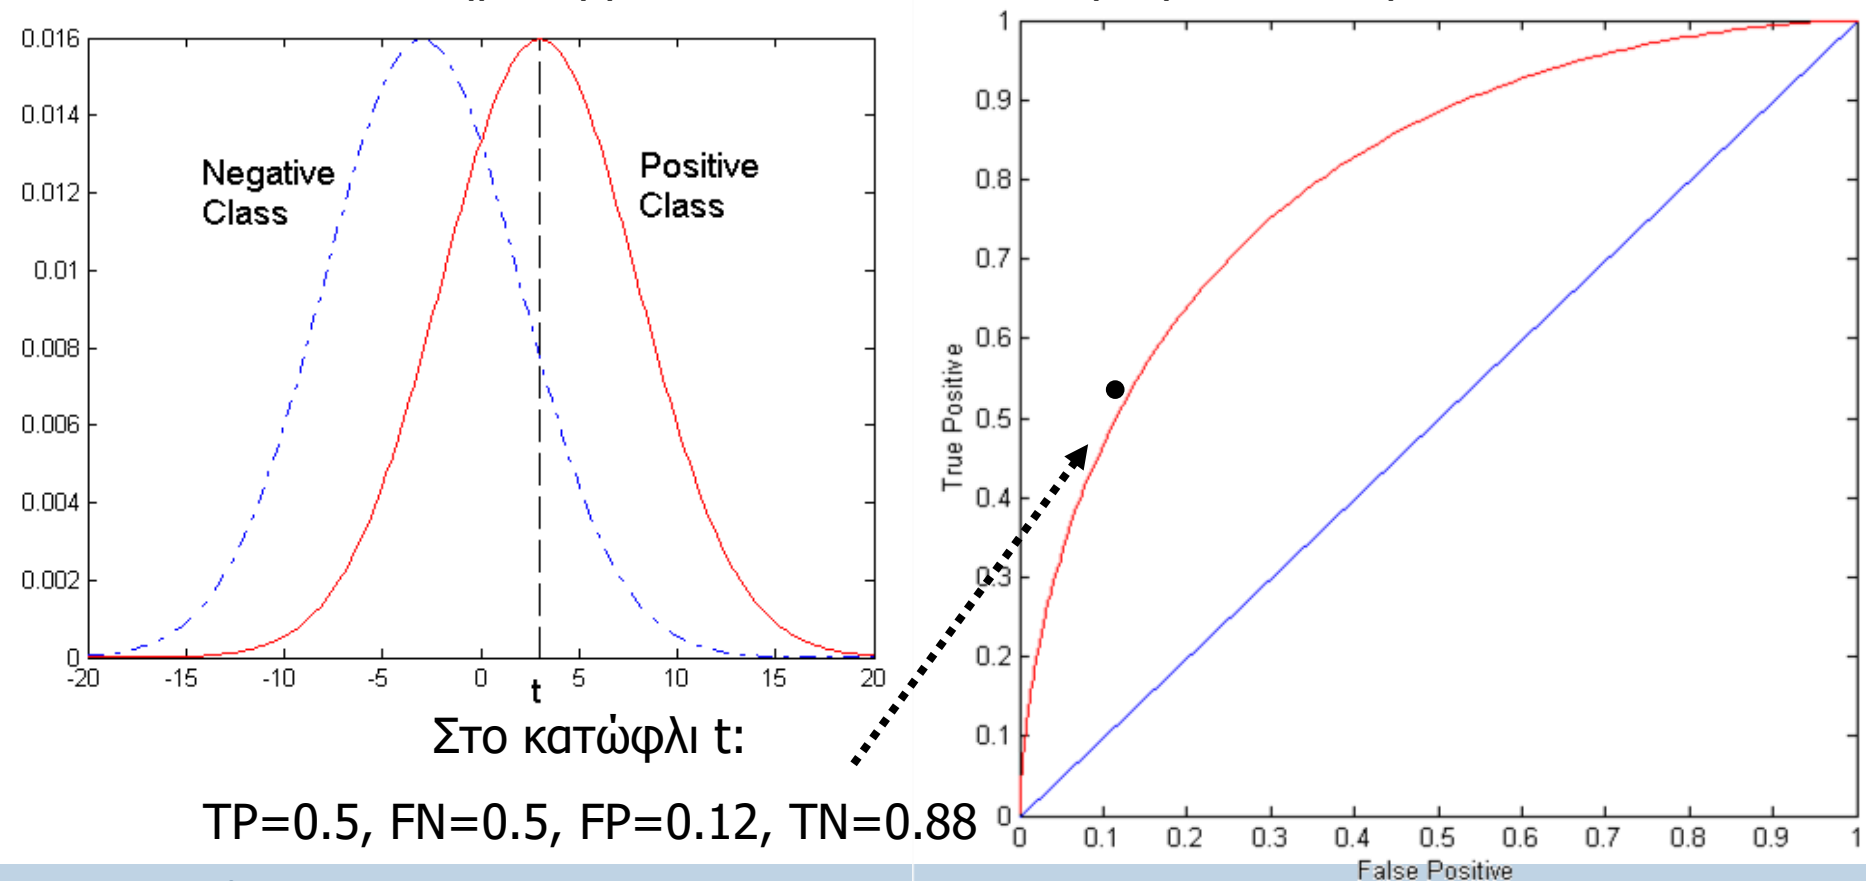 0.016
0.014
0.012
0.01
0.008
0.006
0.004
0.002
0
-20 -15 -10 -5 0 5 10 15 20
t
Negative
Class
Positive
Class
Στο κατώφλι t:
TP=0.5, FN=0.5, FP=0.12, TN=0.88
1
0.9
0.8
0.7
0.6
0.5
0.4
0.3
0.2
0.1
0
0 0.1 0.2 0.3 0.4 0.5 0.6 0.7 0.8 0.9 1
True Positive
False Positive